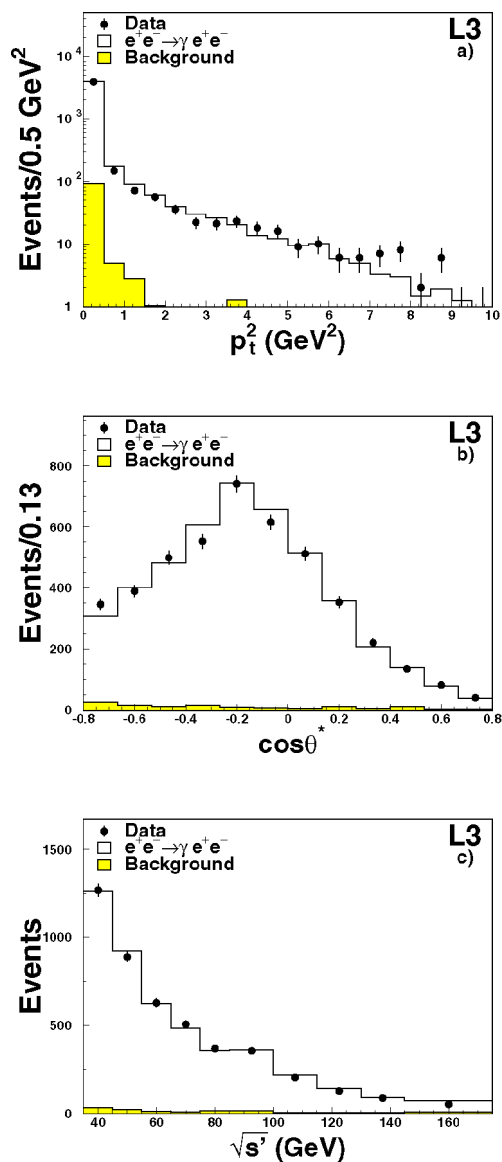 L3
a)
Data
e⁺e⁻→γ e⁺e⁻
Background
Events/0.5 GeV²
10⁴
10³
10²
10
1
0 1 2 3 4 5 6 7 8 9 10
p_t² (GeV²)
L3
b)
Data
e⁺e⁻→γ e⁺e⁻
Background
Events/0.13
800
600
400
200
0
-0.8 -0.6 -0.4 -0.2 0 0.2 0.4 0.6 0.8
cosθ*
L3
c)
Data
e⁺e⁻→γ e⁺e⁻
Background
Events
1500
1000
500
0
40 60 80 100 120 140 160
√s’ (GeV)